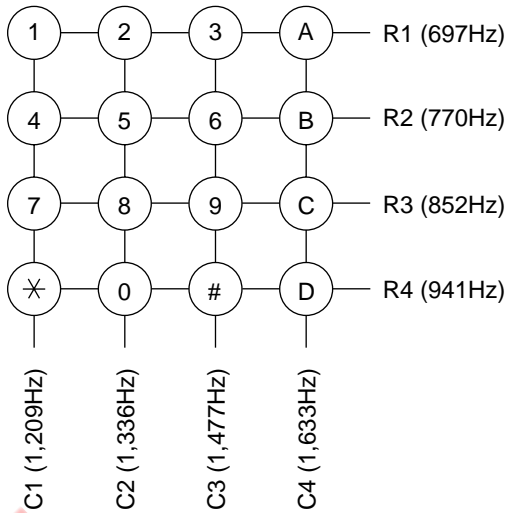 1 2 3 A R1 (697Hz)
4 5 6 B R2 (770Hz)
7 8 9 C R3 (852Hz)
* 0 # D R4 (941Hz)
C1 (1,209Hz)
C2 (1,336Hz)
C3 (1,477Hz)
C4 (1,633Hz)